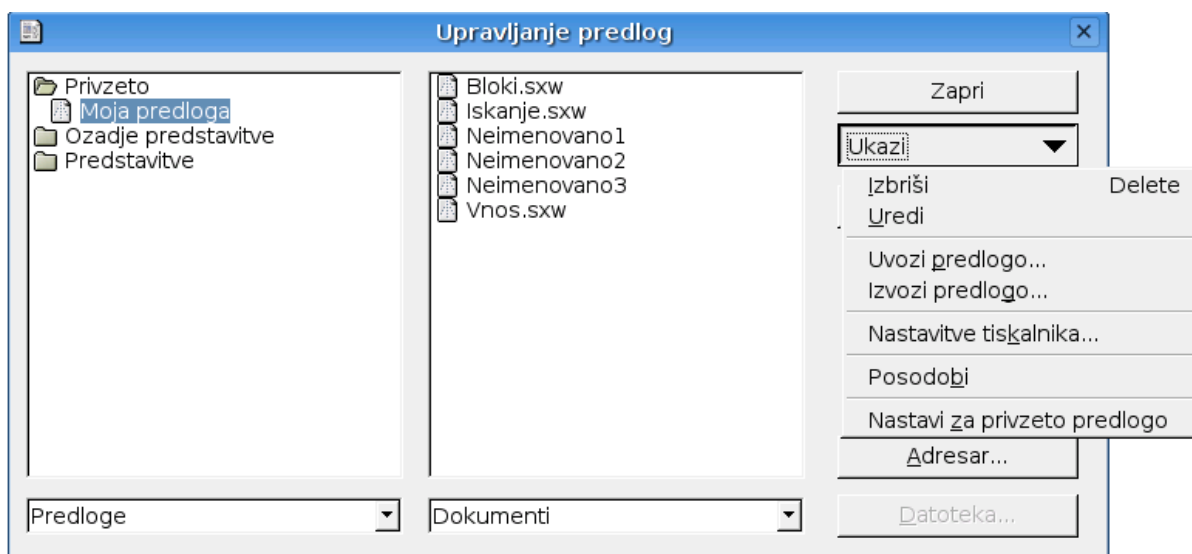 Upravljanje predlog
Privzeto
Moja predloga
Ozadje predstavitve
Predstavitve
Predloge
Bloki.sxw
Iskanje.sxw
Neimenovano1
Neimenovano2
Neimenovano3
Vnos.sxw
Dokumenti
Zapri
Ukazi
Izbriši Delete
Uredi
Uvozi predlogo...
Izvozi predlogo...
Nastavitve tiskalnika...
Posodobi
Nastavi za privzeto predlogo
Adresar...
Datoteka...